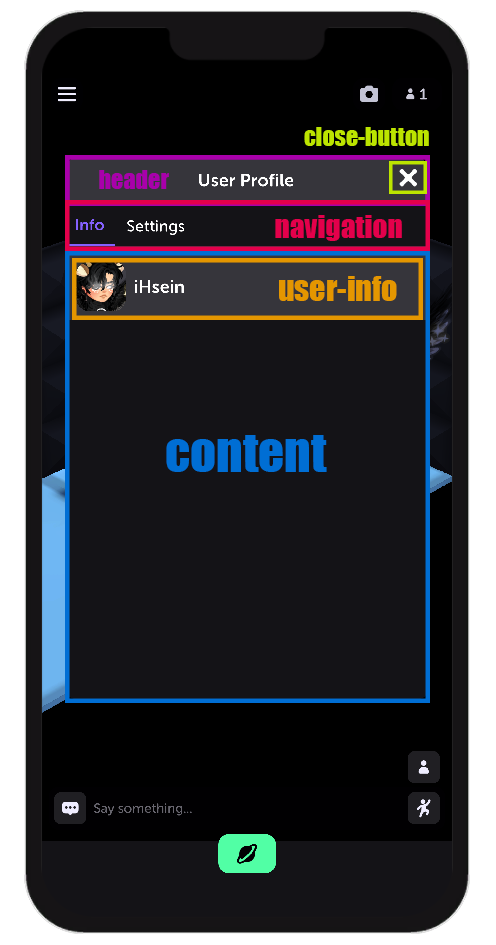 1
close-button
header
User Profile
Info
Settings
navigation
iHsein
user-info
content
Say something...